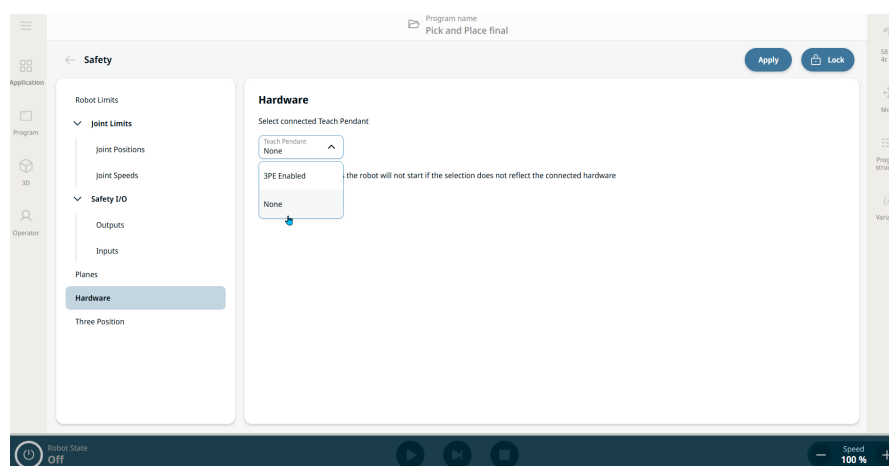 Program name
Pick and Place final
Safety
Apply
Lock
Application
Program
3D
Operator
Robot Limits
Joint Limits
Joint Positions
Joint Speeds
Safety I/O
Outputs
Inputs
Planes
Hardware
Three Position
Hardware
Select connected Teach Pendant
Teach Pendant
None
3PE Enabled
the robot will not start if the selection does not reflect the connected hardware
None
58
4c
Robot State
Off
Speed
100 %